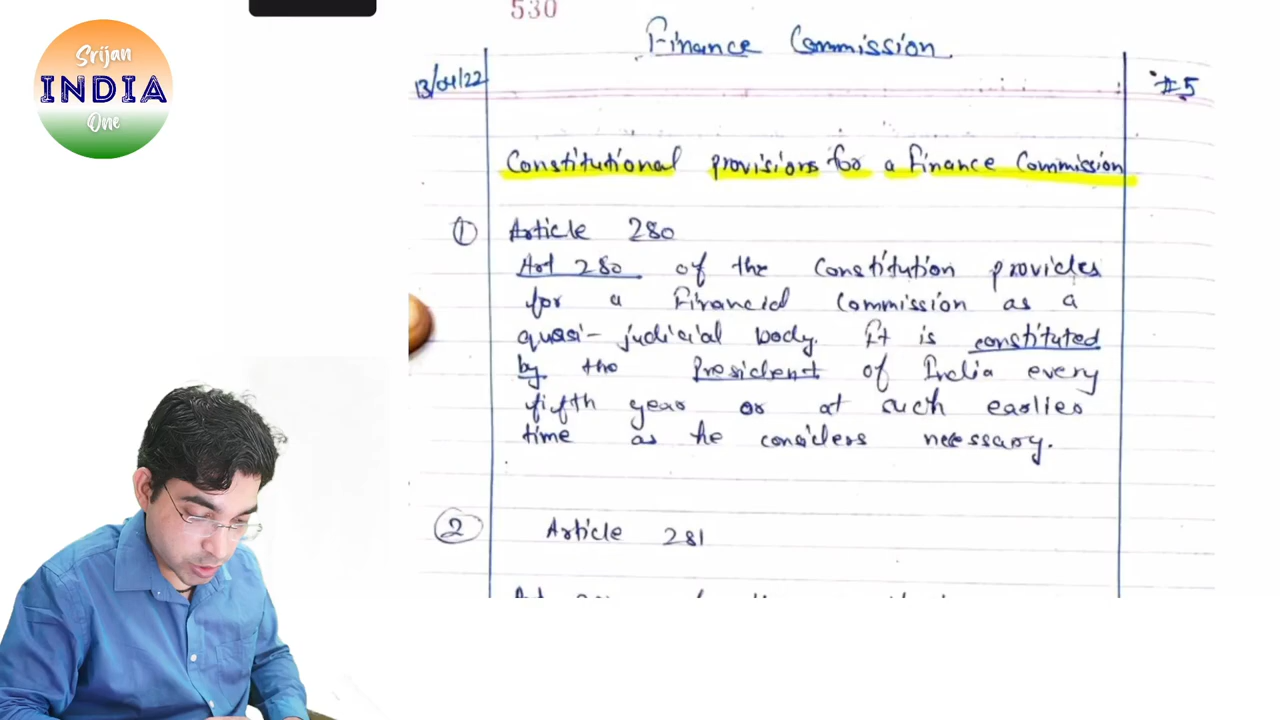 Srijan
INDIA
One
530
Finance Commission
13/04/22
#5
Constitutional provisions for a Finance Commission
① Article 280
Art 280 of the Constitution provides
for a Financial Commission as a
quasi-judicial body. It is constituted
by the President of India every
fifth year or at such earlier
time as he considers necessary.
② Article 281